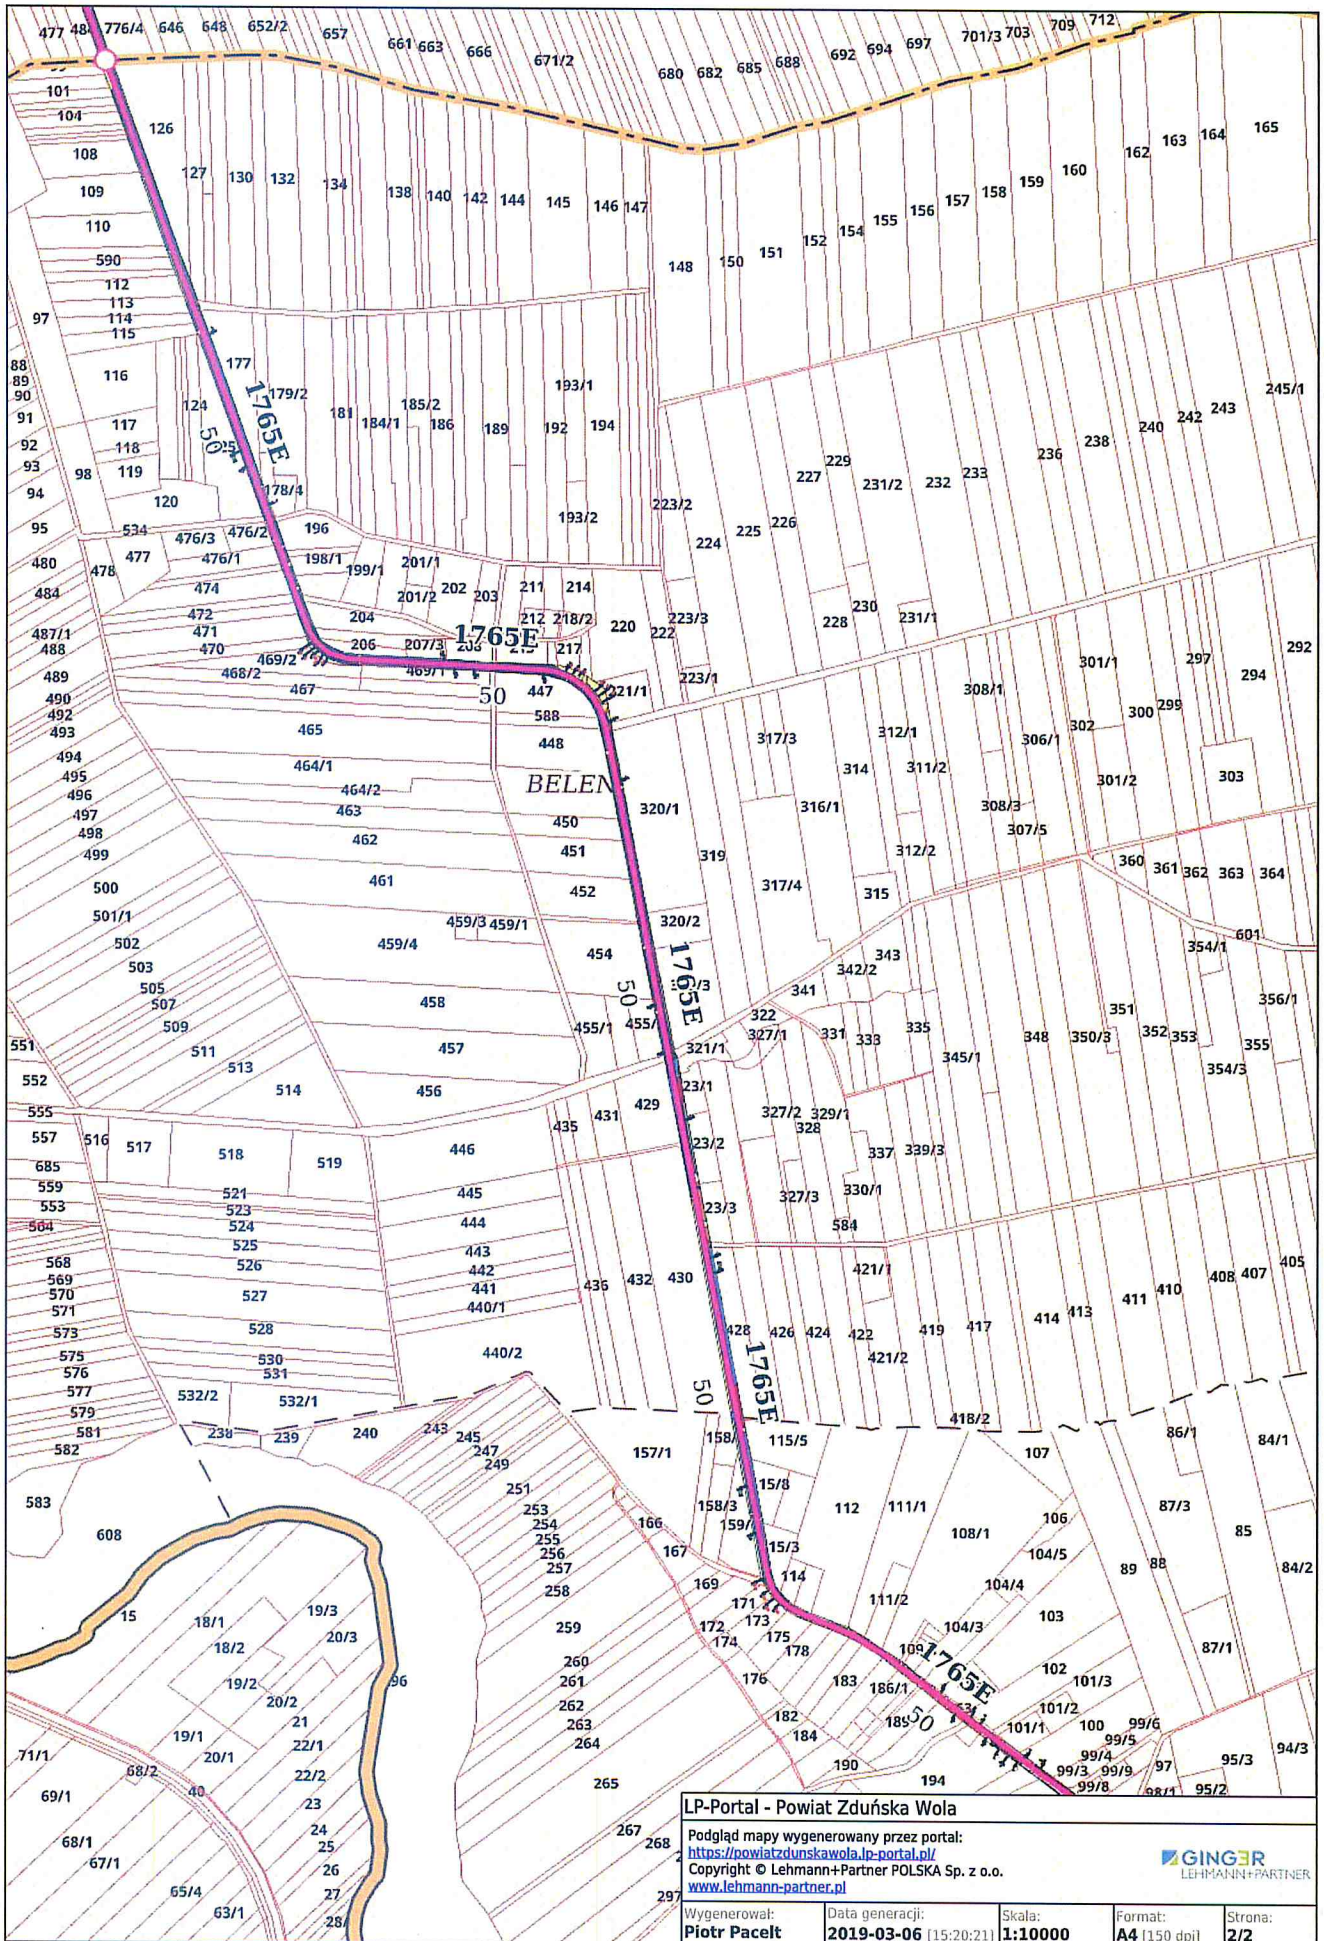 477 484 776/4 646 648 652/2 657 661 663 666 671/2 680 682 685 688 692 694 697 701/3 703 709 712
101
104
108
109
110
590
112
113
114
115
97
126 127 130 132 134 138 140 142 144 145 146 147
148 150 151 152 154 155 156 157 158 159 160 162 163 164 165
88
89
90
91
92
93
94
95
98
116
117
118
119
120
124
177
179/2
178/4
1765E
50
181 184/1 185/2 186 189 192 193/1 194
193/2
223/2 224 225 226 227 229 231/2 232 233 236 238 240 242 243 245/1
534 476/3 476/2 196
480 478 477 476/1 198/1 199/1 201/1
484 474 201/2 202 203 211 214
472 204 212 218/2 220 222 223/3 228 230 231/1
487/1 471
488 470 206 207/3 1765E 217
469/2 469/1
489 468/2 467 50 447 221/1 223/1
490
492 588
493 465 448
494 464/1 BELEN
495 464/2
496 463 450 320/1
497
498 462 451
499 319
500 461 452
501/1 459/3 459/1 320/2
502 459/4 454
503
505
507 458 50 1765E
509 455/1
511 457
513
514 456
301/1 297 294 292
308/1 302 300 299
317/3 312/1 306/1
314 311/2 301/2 303
316/1 308/3
307/5
312/2 360 361 362 363 364
317/4 315
354/1 601
343
342/2
341 356/1
322 351
327/1 331 333 335 345/1 348 350/3 352 353 355
321/1 354/3
23/1
327/2 329/1
328
23/2 337 339/3
327/3 330/1
23/3 584
551
552
555
557 516 517 518 519 446 435 431 429
685
559 521 445
553 523
564 524 444
525 443
568 526 442
569 441 436 432 430
570 527 440/1
571
573 528
575 530 440/2
576 531
577 532/2 532/1
579
581
582
421/1
428 426 424 422 419 417 414 413 411 410 408 407 405
421/2
50 1765E
418/2
583
608
238 239 240 243 245
247
249
251
253
254
255
256
257
258
259
260
261
262
263
264
265
267
268
297
157/1 115/5 107 86/1 84/1
15/8
158/3 112 111/1 87/3
166 108/1 106 85
167 15/3 104/5
169 114 104/4 89 88 84/2
171 111/2
172 173 104/3 103
174 175
178 109 87/1
176 183 1765E 102
186/1 101/3
182 189 50 101/2
184 101/1 100 99/6
99/5
99/4 95/3 94/3
190 99/3 99/9 97
194 99/8 98/1 95/2
15
18/1 19/3
18/2 20/3
19/2 96
20/2
19/1 21
20/1 22/1
71/1 68/2 22/2
69/1 40 23
24
68/1 25
67/1 26
65/4 27
63/1 28/
LP-Portal - Powiat Zduńska Wola
Podgląd mapy wygenerowany przez portal:
https://powiatzdunskawola.lp-portal.pl/
Copyright © Lehmann+Partner POLSKA Sp. z o.o.
www.lehmann-partner.pl
GINGER
LEHMANN+PARTNER
Wygenerował: Data generacji: Skala: Format: Strona:
Piotr Pacelt 2019-03-06 [15:20:21] 1:10000 A4 [150 dpi] 2/2